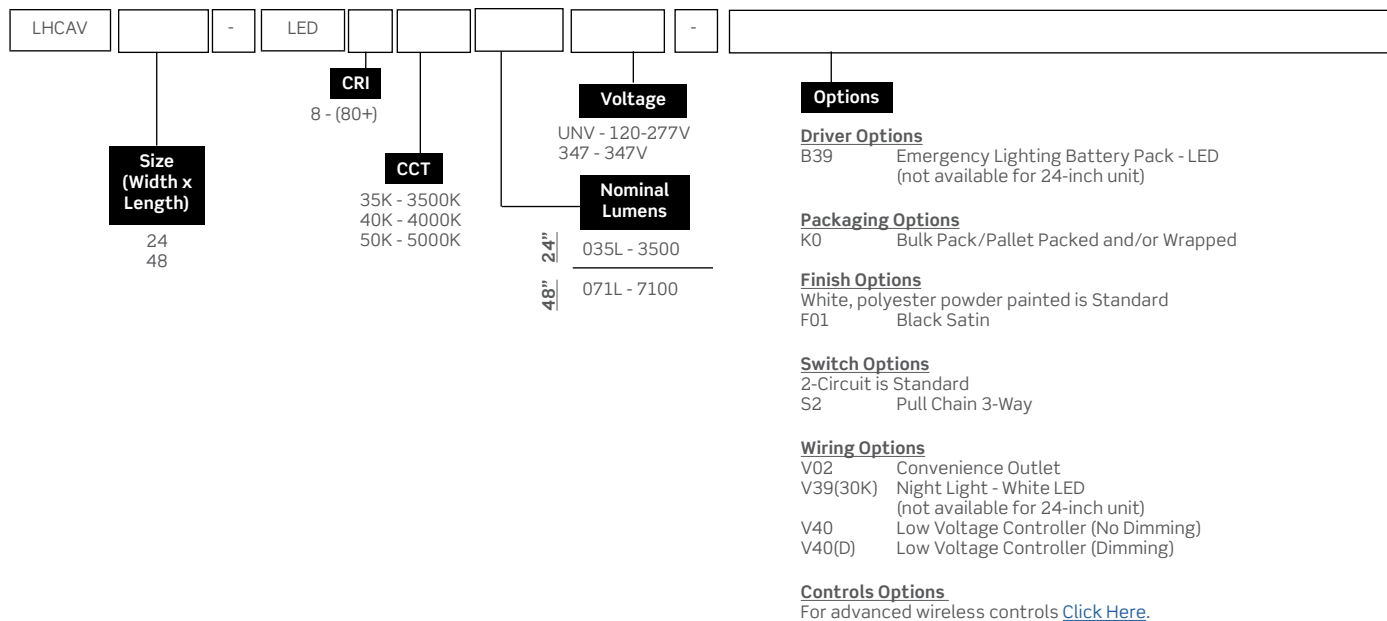 LHCAV - LED -
CRI
8 - (80+)
Size
(Width x
Length)
24
48
CCT
35K - 3500K
40K - 4000K
50K - 5000K
Voltage
UNV - 120-277V
347 - 347V
Nominal
Lumens
24" 035L - 3500
48" 071L - 7100
Options
Driver Options
B39 Emergency Lighting Battery Pack - LED
(not available for 24-inch unit)
Packaging Options
K0 Bulk Pack/Pallet Packed and/or Wrapped
Finish Options
White, polyester powder painted is Standard
F01 Black Satin
Switch Options
2-Circuit is Standard
S2 Pull Chain 3-Way
Wiring Options
V02 Convenience Outlet
V39(30K) Night Light - White LED
(not available for 24-inch unit)
V40 Low Voltage Controller (No Dimming)
V40(D) Low Voltage Controller (Dimming)
Controls Options
For advanced wireless controls Click Here.